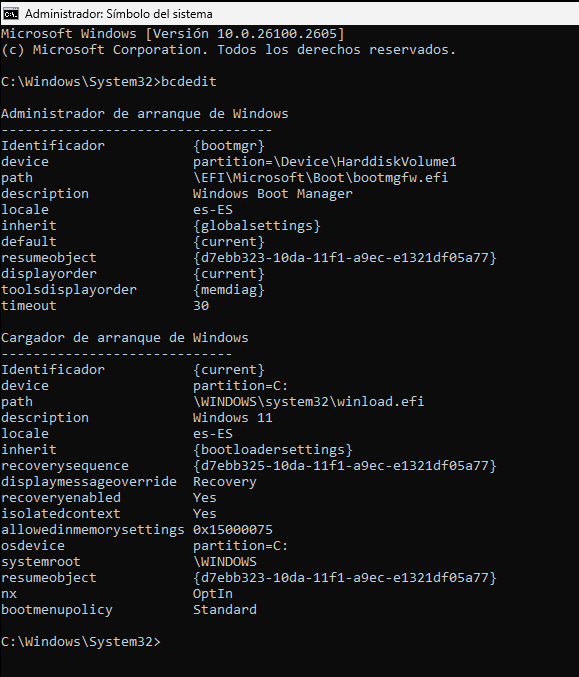 Administrador: Símbolo del sistema
Microsoft Windows [Versión 10.0.26100.2605]
(c) Microsoft Corporation. Todos los derechos reservados.
C:\Windows\System32>bcdedit
Administrador de arranque de Windows
----------------------------------
Identificador           {bootmgr}
device                  partition=\Device\HarddiskVolume1
path                    \EFI\Microsoft\Boot\bootmgfw.efi
description             Windows Boot Manager
locale                  es-ES
inherit                 {globalsettings}
default                 {current}
resumeobject            {d7ebb323-10da-11f1-a9ec-e1321df05a77}
displayorder            {current}
toolsdisplayorder       {memdiag}
timeout                 30
Cargador de arranque de Windows
-----------------------------
Identificador           {current}
device                  partition=C:
path                    \WINDOWS\system32\winload.efi
description             Windows 11
locale                  es-ES
inherit                 {bootloadersettings}
recoverysequence        {d7ebb325-10da-11f1-a9ec-e1321df05a77}
displaymessageoverride  Recovery
recoveryenabled         Yes
isolatedcontext         Yes
allowedinmemorysettings 0x15000075
osdevice                partition=C:
systemroot              \WINDOWS
resumeobject            {d7ebb323-10da-11f1-a9ec-e1321df05a77}
nx                      OptIn
bootmenupolicy          Standard
C:\Windows\System32>